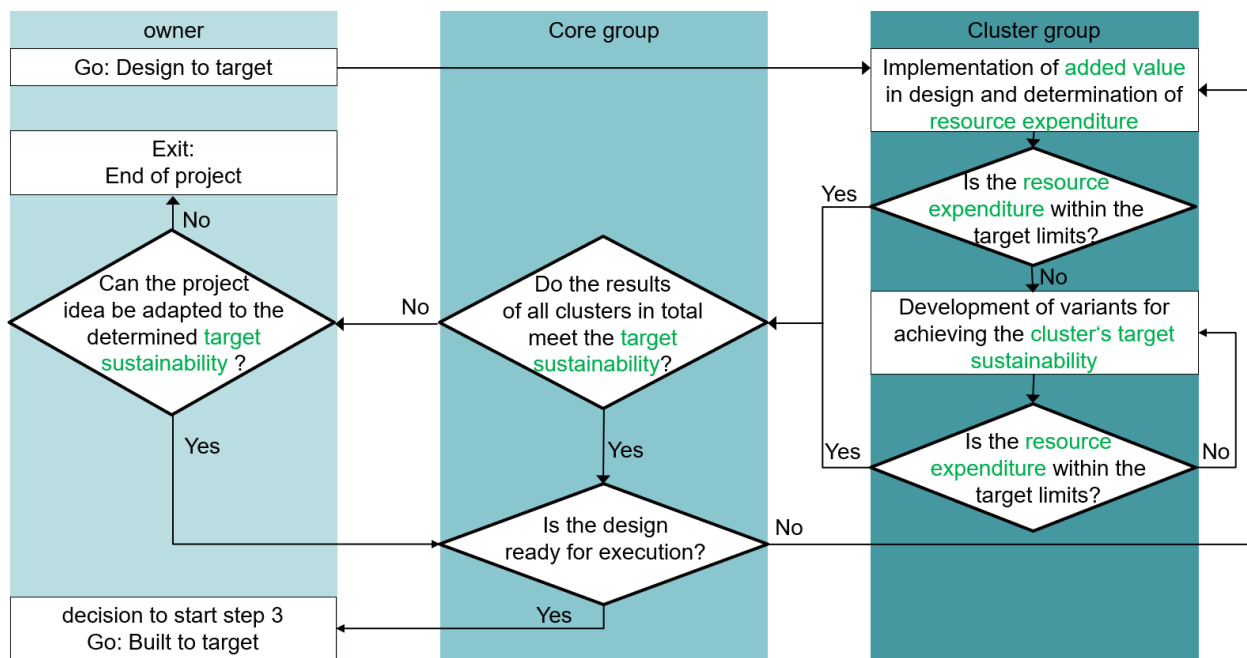 owner
Go: Design to target
Exit:
End of project
No
Can the project
idea be adapted to the
determined target
sustainability ?
Yes
decision to start step 3
Go: Built to target
Core group
No
Do the results
of all clusters in total
meet the target
sustainability?
Yes
Is the design
ready for execution?
No
Yes
Cluster group
Implementation of added value
in design and determination of
resource expenditure
Yes
Is the resource
expenditure within the
target limits?
No
Development of variants for
achieving the cluster‘s target
sustainability
Yes
Is the resource
expenditure within the
target limits?
No